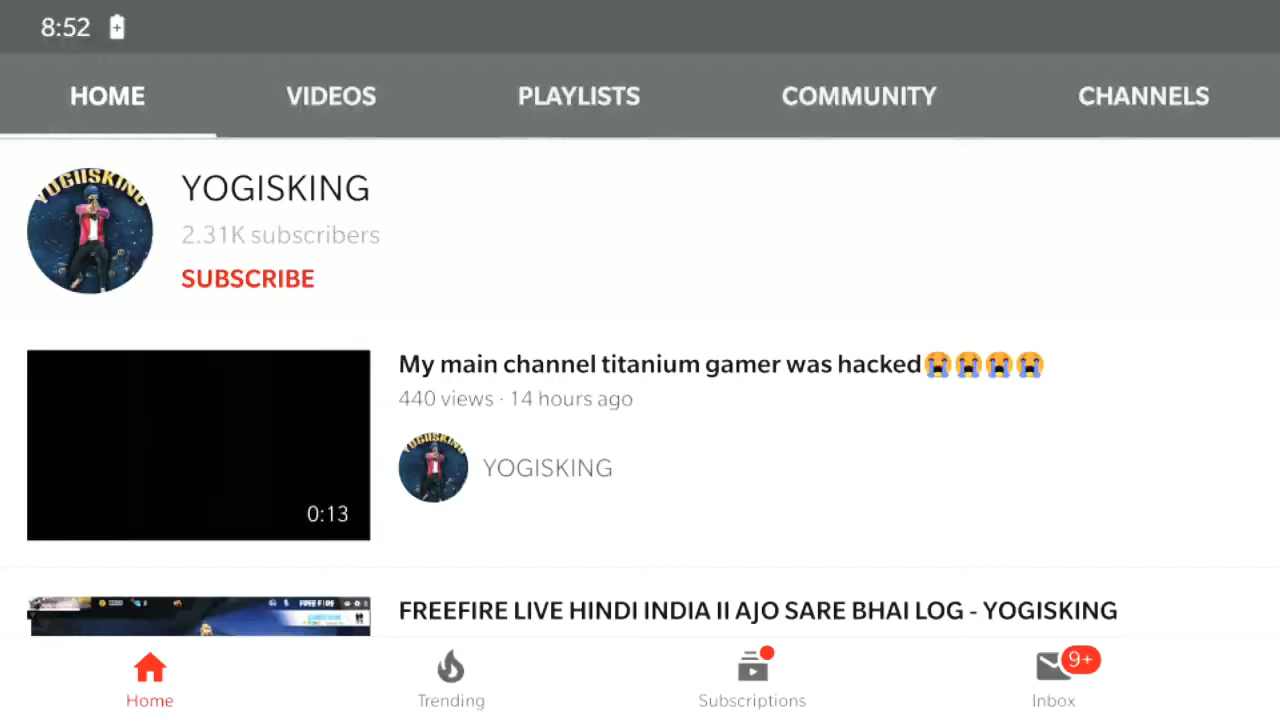 8:52
HOME VIDEOS PLAYLISTS COMMUNITY CHANNELS
YOGIISKING
YOGISKING
2.31K subscribers
SUBSCRIBE
My main channel titanium gamer was hacked😭😭😭😭
440 views · 14 hours ago
0:13
YOGIISKING
YOGISKING
FREE FIRE
FREEFIRE LIVE HINDI INDIA II AJO SARE BHAI LOG - YOGISKING
Home Trending Subscriptions 9+ Inbox